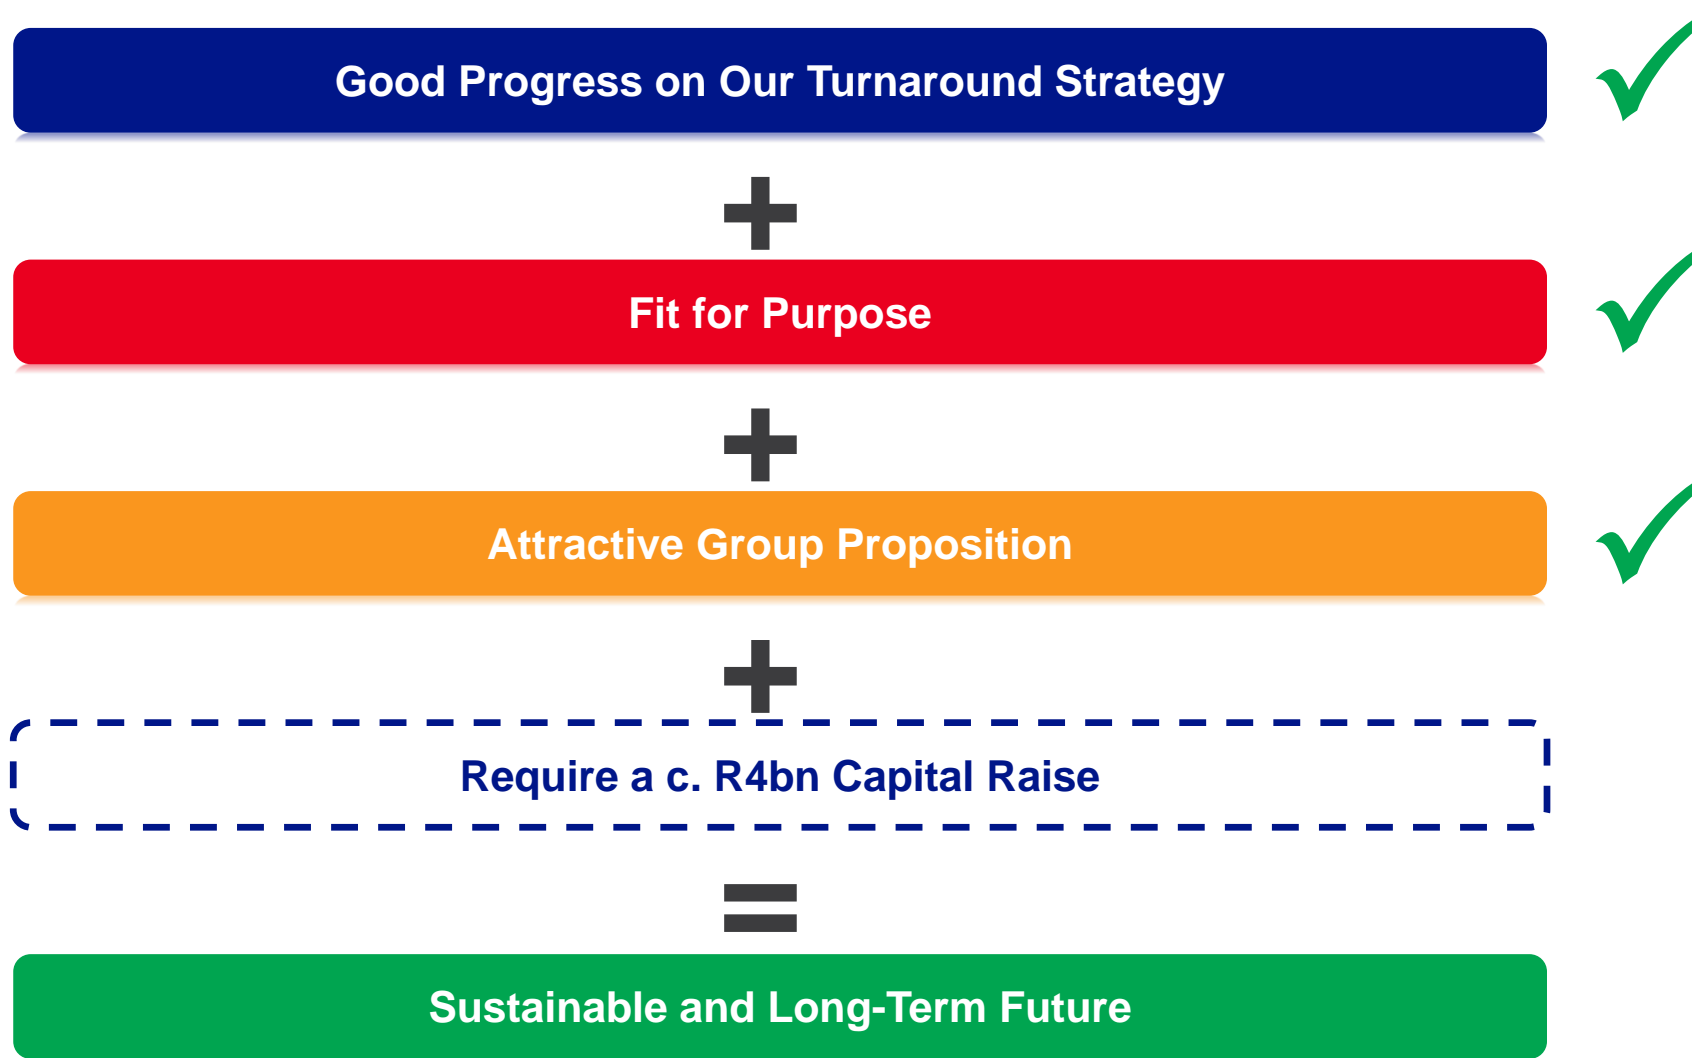 Good Progress on Our Turnaround Strategy
+
Fit for Purpose
+
Attractive Group Proposition
+
Require a c. R4bn Capital Raise
=
Sustainable and Long-Term Future